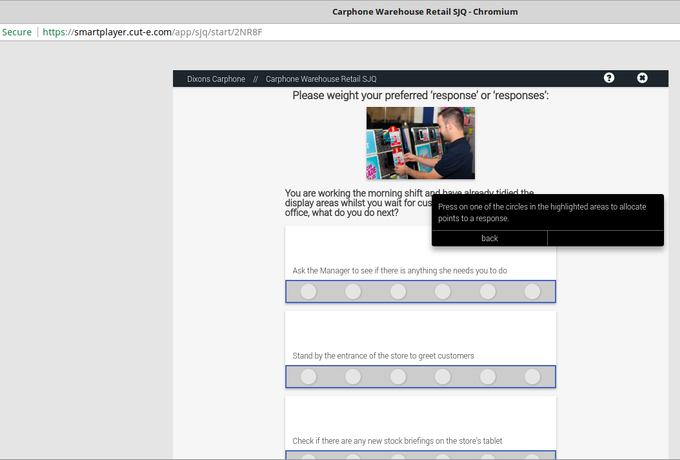 Carphone Warehouse Retail SJQ - Chromium
Secure | https://smartplayer.cut-e.com/app/sjq/start/2NR8F
Dixons Carphone // Carphone Warehouse Retail SJQ
Please weight your preferred ‘response’ or ‘responses’:
You are working the morning shift and have already tidied the
display areas whilst you wait for cus
office, what do you do next?
Press on one of the circles in the highlighted areas to allocate
points to a response.
back
Ask the Manager to see if there is anything she needs you to do
Stand by the entrance of the store to greet customers
Check if there are any new stock briefings on the store's tablet